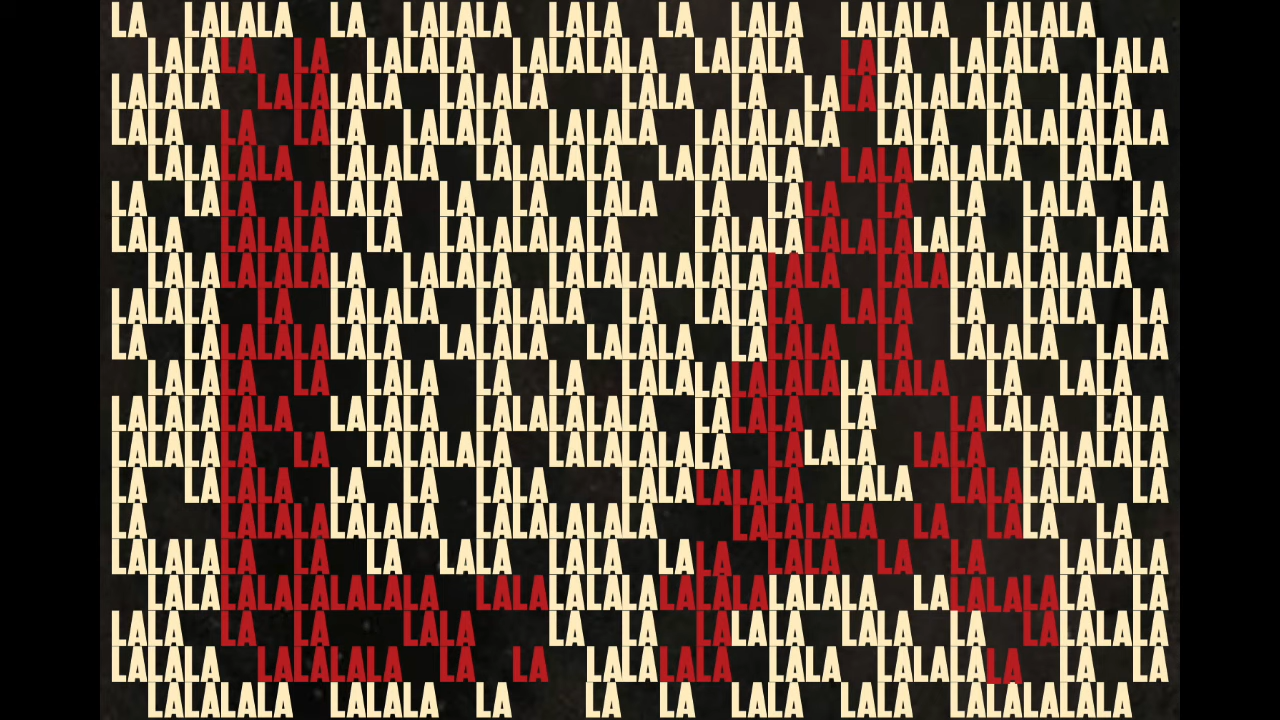 LA LALALA LA LALALA LALA LA LALA LALALA LALALA
LALALA LA LALALA LALALALA LALALA LALA LALALA LALA
LALALA LALALALA LALALA LALA LA LALALALALALA LALA
LALA LA LALA LALALA LALALA LALALALA LALA LALALALALA
LALALALA LALALA LALALALA LALALALA LALALALALA LALA
LA LALA LALALA LA LA LALA LA LALA LA LA LALA LA
LALA LALALA LA LALALALALA LALALALALALALALA LA LALA
LALALALALALA LALALA LALALALALALALALA LALALALALALALA
LALALA LA LALALA LALALA LA LALALA LALA LA LALA LA
LA LALALALALALA LALALA LALALA LALALA LA LALALA LALA
LALALA LA LALA LA LA LALALALALALALALALA LA LALA
LALALALALA LALALA LALALALALA LALALA LA LALALA LALA
LALALALA LA LALALALA LALALALALA LALALA LALA LALALALA
LA LALALA LA LA LALA LALALALALA LALA LALALALA LA
LA LALALALALALA LALALALALA LALALALA LA LALA LA
LALALALA LA LA LALA LALA LALA LALA LA LA LALALA
LALALALALALALALA LALALALALALALALALALALA LALALALALA LA
LALA LA LA LALA LA LA LALALA LALA LA LALALALA
LALALA LALALALA LA LA LALALALA LALA LALALALA LA LA
LALALALA LALALA LA LA LA LALA LALA LALALALALA